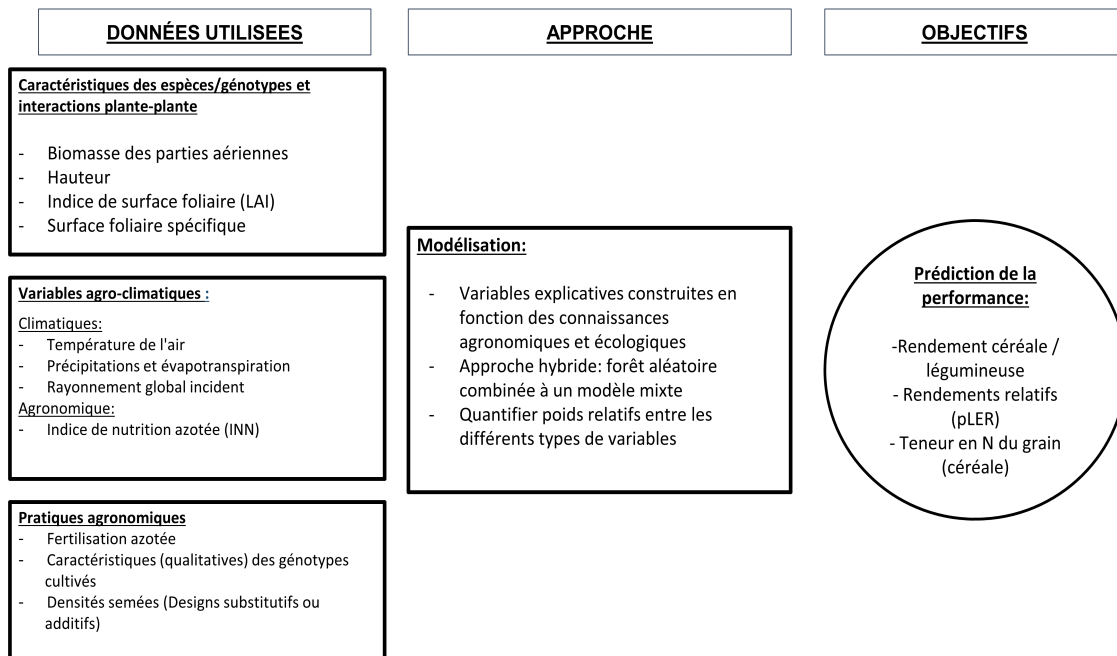 DONNÉES UTILISEES
Caractéristiques des espèces/génotypes et
interactions plante-plante
- Biomasse des parties aériennes
- Hauteur
- Indice de surface foliaire (LAI)
- Surface foliaire spécifique
Variables agro-climatiques :
Climatiques:
- Température de l'air
- Précipitations et évapotranspiration
- Rayonnement global incident
Agronomique:
- Indice de nutrition azotée (INN)
Pratiques agronomiques
- Fertilisation azotée
- Caractéristiques (qualitatives) des génotypes
cultivés
- Densités semées (Designs substitutifs ou
additifs)
APPROCHE
Modélisation:
- Variables explicatives construites en
fonction des connaissances
agronomiques et écologiques
- Approche hybride: forêt aléatoire
combinée à un modèle mixte
- Quantifier poids relatifs entre les
différents types de variables
OBJECTIFS
Prédiction de la
performance:
-Rendement céréale /
légumineuse
- Rendements relatifs
(pLER)
- Teneur en N du grain
(céréale)